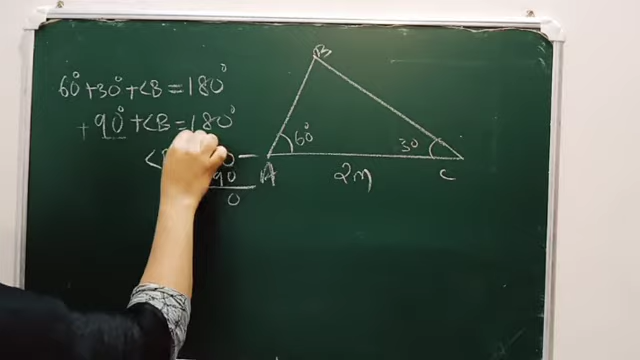 60° + 30° + ∠B = 180°
+ 90° + ∠B = 180°
90
0
B
60°
30
A
2m
C